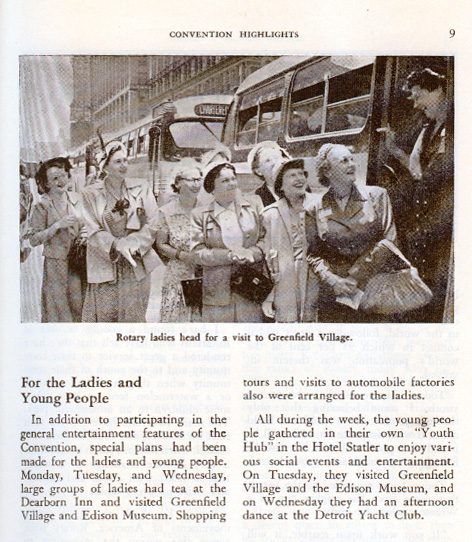 CONVENTION HIGHLIGHTS 9
CHARTERED
Rotary ladies head for a visit to Greenfield Village.
For the Ladies and
Young People
In addition to participating in the
general entertainment features of the
Convention, special plans had been
made for the ladies and young people.
Monday, Tuesday, and Wednesday,
large groups of ladies had tea at the
Dearborn Inn and visited Greenfield
Village and Edison Museum. Shopping
tours and visits to automobile factories
also were arranged for the ladies.
All during the week, the young peo-
ple gathered in their own "Youth
Hub" in the Hotel Statler to enjoy vari-
ous social events and entertainment.
On Tuesday, they visited Greenfield
Village and the Edison Museum, and
on Wednesday they had an afternoon
dance at the Detroit Yacht Club.